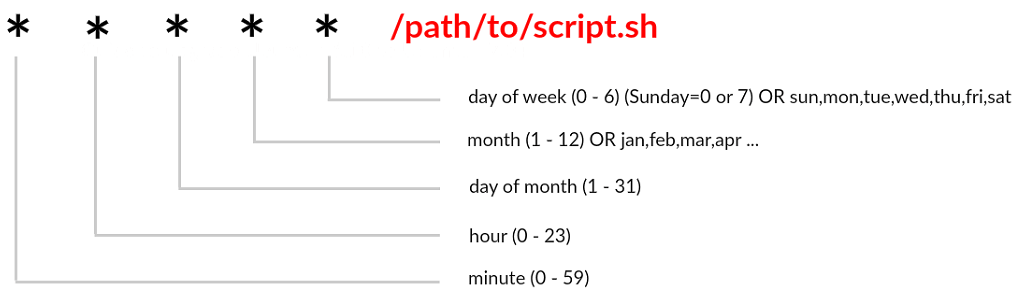 * * * * * /path/to/script.sh
day of week (0 - 6) (Sunday=0 or 7) OR sun,mon,tue,wed,thu,fri,sat
month (1 - 12) OR jan,feb,mar,apr ...
day of month (1 - 31)
hour (0 - 23)
minute (0 - 59)